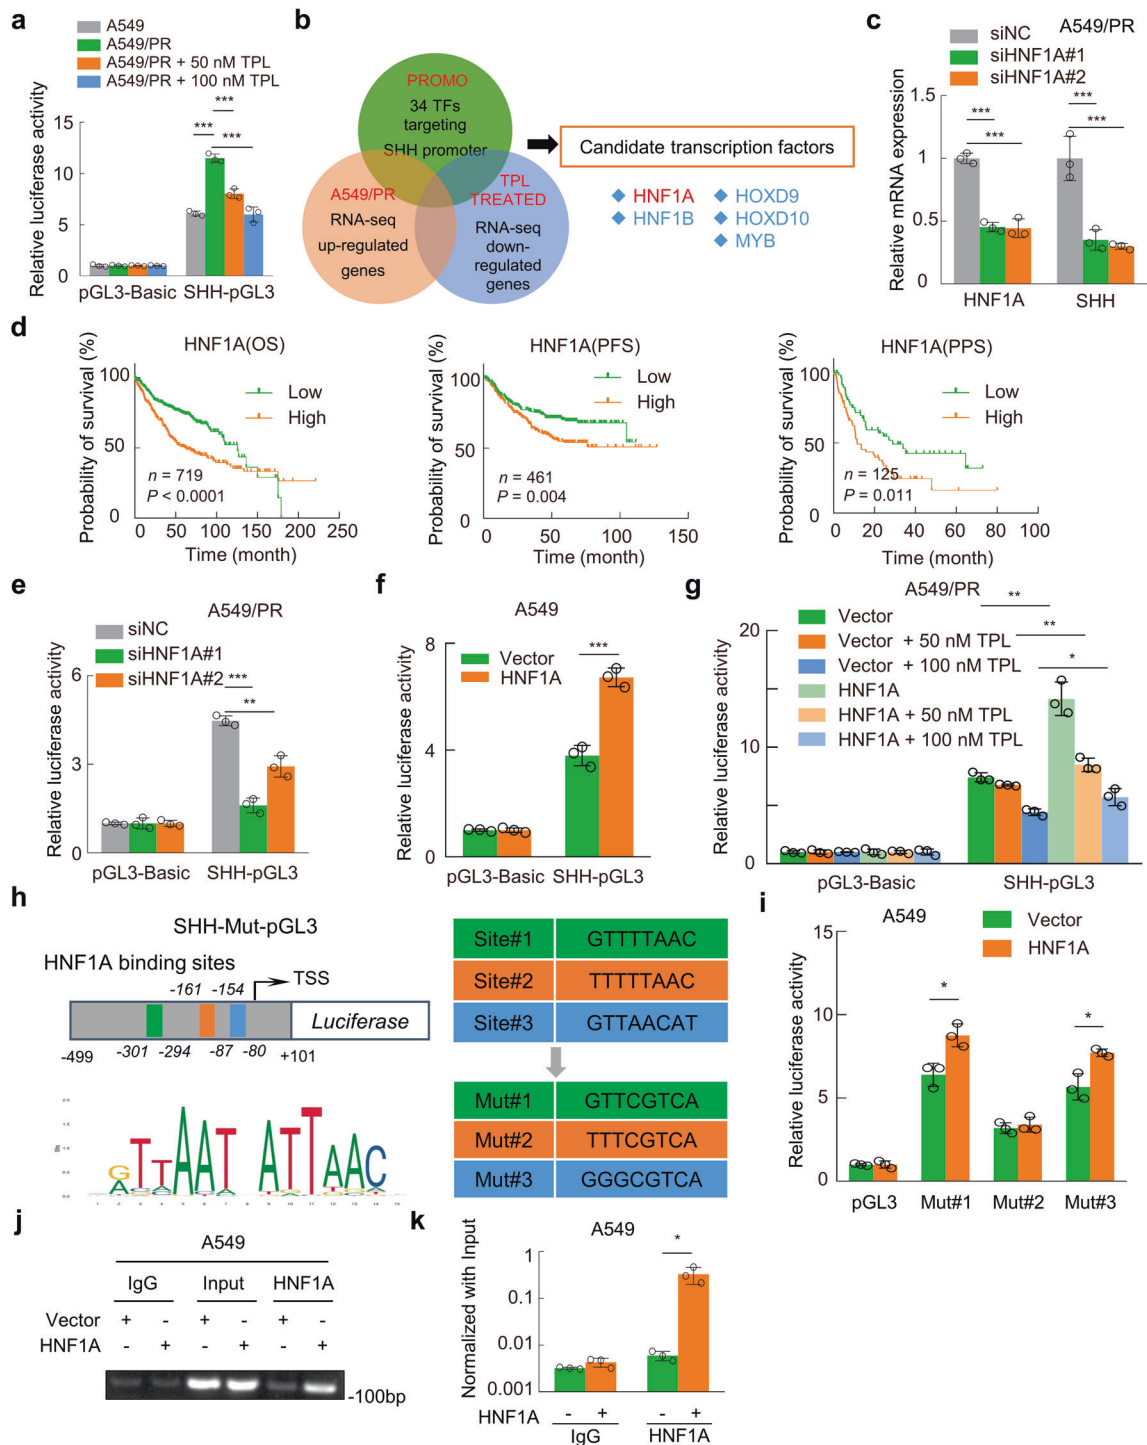 a
A549
A549/PR
A549/PR + 50 nM TPL
A549/PR + 100 nM TPL
Relative luciferase activity
15
10
5
0
***
***
***
pGL3-Basic
SHH-pGL3
b
PROMO
34 TFs
targeting
SHH promoter
A549/PR
RNA-seq
up-regulated
genes
TPL
TREATED
RNA-seq
down-
regulated
genes
Candidate transcription factors
HNF1A
HNF1B
HOXD9
HOXD10
MYB
c
A549/PR
siNC
siHNF1A#1
siHNF1A#2
Relative mRNA expression
1.5
1
0.5
0
***
***
***
***
HNF1A
SHH
d
HNF1A(OS)
Probability of survival (%)
100
50
0
Low
High
n = 719
P < 0.0001
0 50 100 150 200 250
Time (month)
HNF1A(PFS)
Probability of survival (%)
100
50
0
Low
High
n = 461
P = 0.004
0 50 100 150
Time (month)
HNF1A(PPS)
Probability of survival (%)
100
50
0
Low
High
n = 125
P = 0.011
0 20 40 60 80 100
Time (month)
e
A549/PR
siNC
siHNF1A#1
siHNF1A#2
Relative luciferase activity
6
3
0
***
**
pGL3-Basic
SHH-pGL3
f
A549
Vector
HNF1A
Relative luciferase activity
8
4
0
***
pGL3-Basic
SHH-pGL3
g
A549/PR
Vector
Vector + 50 nM TPL
Vector + 100 nM TPL
HNF1A
HNF1A + 50 nM TPL
HNF1A + 100 nM TPL
Relative luciferase activity
20
10
0
**
**
*
pGL3-Basic
SHH-pGL3
h
SHH-Mut-pGL3
HNF1A binding sites
-161 -154
TSS
Luciferase
-499 -301 -294 -87 -80 +101
Site#1 GTTTTAAC
Site#2 TTTTTAAC
Site#3 GTTAACAT
Mut#1 GTTCGTCA
Mut#2 TTTCGTCA
Mut#3 GGGCGTCA
i
A549
Vector
HNF1A
Relative luciferase activity
15
10
5
0
*
*
pGL3
Mut#1
Mut#2
Mut#3
j
A549
IgG Input HNF1A
Vector + - + - + -
HNF1A - + - + - +
-100bp
k
A549
Normalized with Input
1
0.1
0.01
0.001
*
HNF1A - + - +
IgG HNF1A